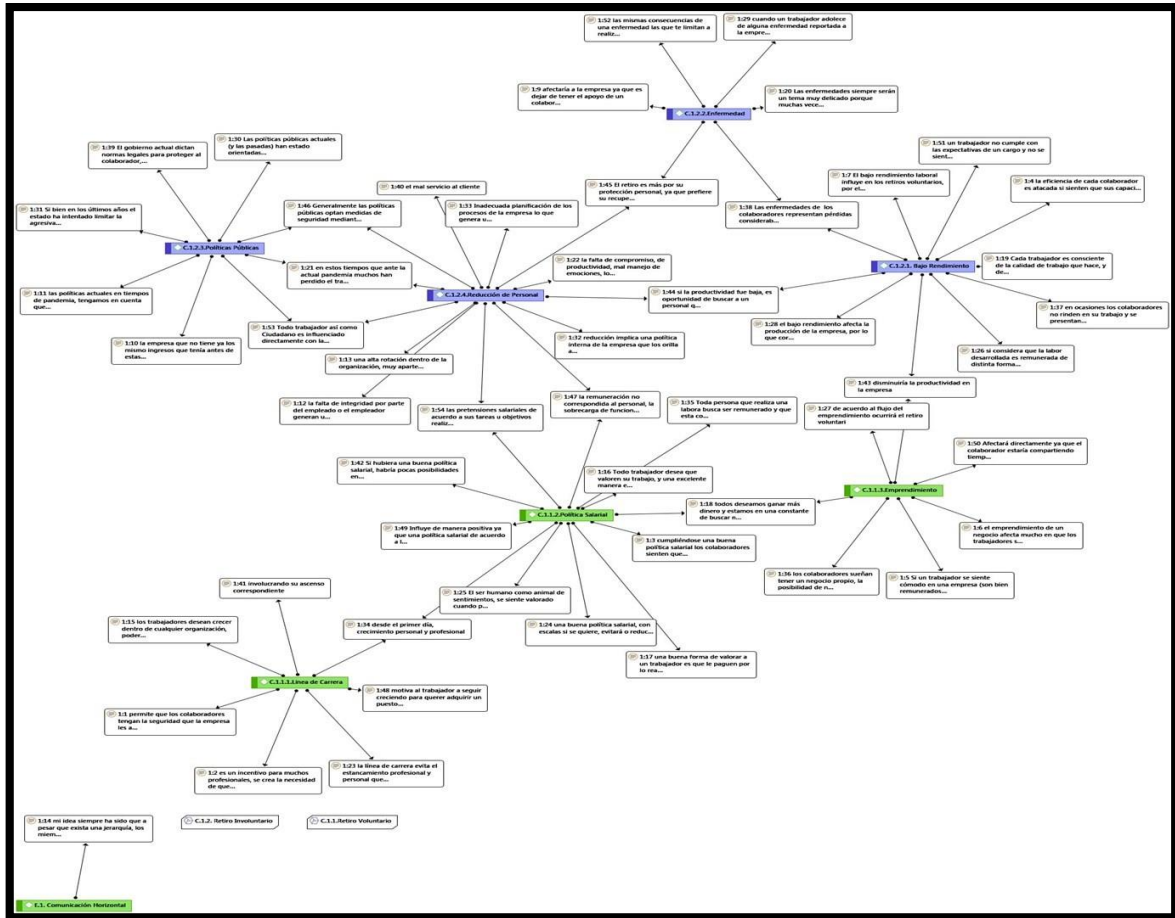 1:52 las mismas consecuencias de
una enfermedad las que te limitan a
realiz...
1:29 cuando un trabajador adolece
de alguna enfermedad reportada a
la empre...
1:9 afectaría a la empresa ya que es
dejar de tener el apoyo de un
colabor...
1:20 Las enfermedades siempre serán
un tema muy delicado porque
muchas vece...
C.1.2.2.Enfermedad
1:30 Las políticas públicas actuales
(y las pasadas) han estado
orientadas...
1:39 El gobierno actual dictan
normas legales para proteger al
colaborador,...
1:51 un trabajador no cumple con
las expectativas de un cargo y no se
sient...
1:7 El bajo rendimiento laboral
influye en los retiros voluntarios,
por el...
1:4 la eficiencia de cada colaborador
es atacada si sienten que sus capaci...
1:40 el mal servicio al cliente
1:45 El retiro es más por su
protección personal, ya que prefiere
su recupe...
1:31 Si bien en los últimos años el
estado ha intentado limitar la
agresiva...
1:46 Generalmente las políticas
públicas optan medidas de
seguridad mediant...
1:33 Inadecuada planificación de los
procesos de la empresa lo que
genera u...
1:38 Las enfermedades de los
colaboradores representan pérdidas
considerab...
C.1.2.3.Políticas Públicas
1:22 la falta de compromiso, de
productividad, mal manejo de
emociones, lo...
C.1.2.1. Bajo Rendimiento
1:19 Cada trabajador es consciente
de la calidad de trabajo que hace, y
de...
1:21 en estos tiempos que ante la
actual pandemia muchos han
perdido el tra...
C.1.2.4.Reducción de Personal
1:44 si la productividad fue baja, es
oportunidad de buscar a un
personal q...
1:11 las políticas actuales en tiempos
de pandemia, tengamos en cuenta
que...
1:37 en ocasiones los colaboradores
no rinden en su trabajo y se
presentan...
1:53 Todo trabajador así como
Ciudadano es influenciado
directamente con la...
1:28 el bajo rendimiento afecta la
producción de la empresa, por lo
que cor...
1:10 la empresa que no tiene ya los
mismo ingresos que tenía antes de
estas...
1:32 reducción implica una política
interna de la empresa que los orilla
a...
1:26 si considera que la labor
desarrollada es remunerada de
distinta forma...
1:13 una alta rotación dentro de la
organización, muy aparte...
1:43 disminuiría la productividad en
la empresa
1:12 la falta de integridad por parte
del empleado o el empleador
generan u...
1:54 las pretensiones salariales de
acuerdo a sus tareas u objetivos
realiz...
1:47 la remuneración no
correspondida al personal, la
sobrecarga de funcion...
1:35 Toda persona que realiza una
labora busca ser remunerado y que
esta co...
1:27 de acuerdo al flujo del
emprendimiento ocurrirá el retiro
voluntari
1:50 Afectará directamente ya que el
colaborador estaría compartiendo
tiemp...
1:42 Si hubiera una buena política
salarial, habría pocas posibilidades
en...
1:16 Todo trabajador desea que
valoren su trabajo, y una excelente
manera e...
C.1.1.3.Emprendimiento
1:18 todos deseamos ganar más
dinero y estamos en una constante
de buscar n...
C.1.1.2.Política Salarial
1:49 Influye de manera positiva ya
que una política salarial de acuerdo
a l...
1:3 cumpliéndose una buena
política salarial los colaboradores
sienten que...
1:6 el emprendimiento de un
negocio afecta mucho en que los
trabajadores s...
1:36 los colaboradores sueñan
tener un negocio propio, la
posibilidad de n...
1:5 Si un trabajador se siente
cómodo en una empresa (son bien
remunerados...
1:41 involucrando su ascenso
correspondiente
1:25 El ser humano como animal de
sentimientos, se siente valorado
cuando p...
1:15 los trabajadores desean crecer
dentro de cualquier organización,
poder...
1:34 desde el primer día,
crecimiento personal y profesional
1:24 una buena política salarial, con
escalas si se quiere, evitará o reduc...
1:17 una buena forma de valorar a
un trabajador es que le paguen por
lo rea...
C.1.1.1.Línea de Carrera
1:48 motiva al trabajador a seguir
creciendo para querer adquirir un
puesto...
1:1 permite que los colaboradores
tengan la seguridad que la empresa
les a...
1:2 es un incentivo para muchos
profesionales, se crea la necesidad
de que...
1:23 la línea de carrera evita el
estancamiento profesional y
personal que...
1:14 mi idea siempre ha sido que a
pesar que exista una jerarquía, los
miem...
C.1.2. Retiro Involuntario
C.1.1.Retiro Voluntario
E.1. Comunicación Horizontal